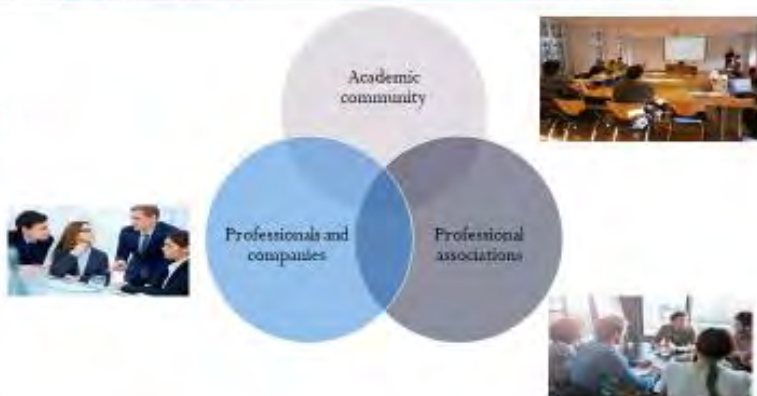 Academic
community
Professionals and
companies
Professional
associations